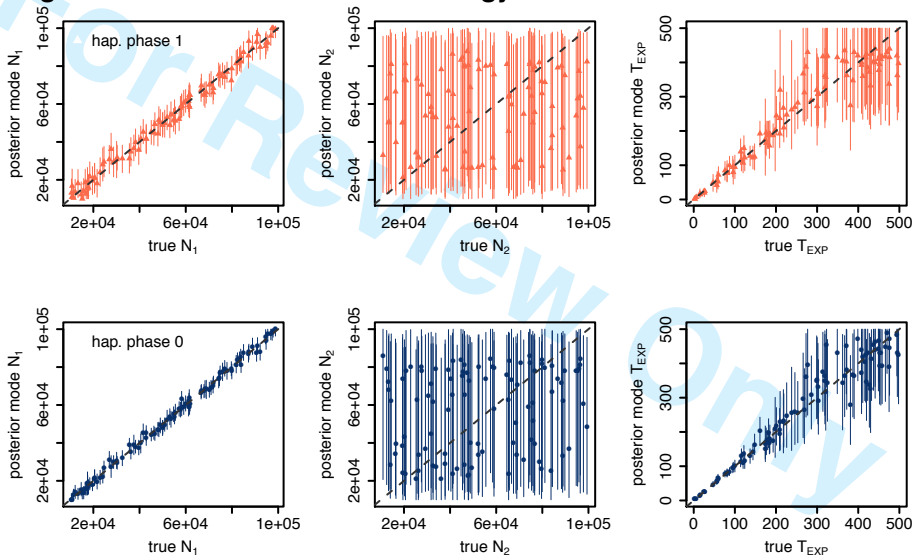 hap. phase 1
posterior mode N1
1e+05
6e+04
2e+04
2e+04
6e+04
1e+05
true N1
posterior mode N2
1e+05
6e+04
2e+04
2e+04
6e+04
1e+05
true N2
posterior mode TEXP
500
300
100
0
0
100
200
300
400
500
true TEXP
For Review Only
hap. phase 0
posterior mode N1
1e+05
6e+04
2e+04
2e+04
6e+04
1e+05
true N1
posterior mode N2
1e+05
6e+04
2e+04
2e+04
6e+04
1e+05
true N2
posterior mode TEXP
500
300
100
0
0
100
200
300
400
500
true TEXP